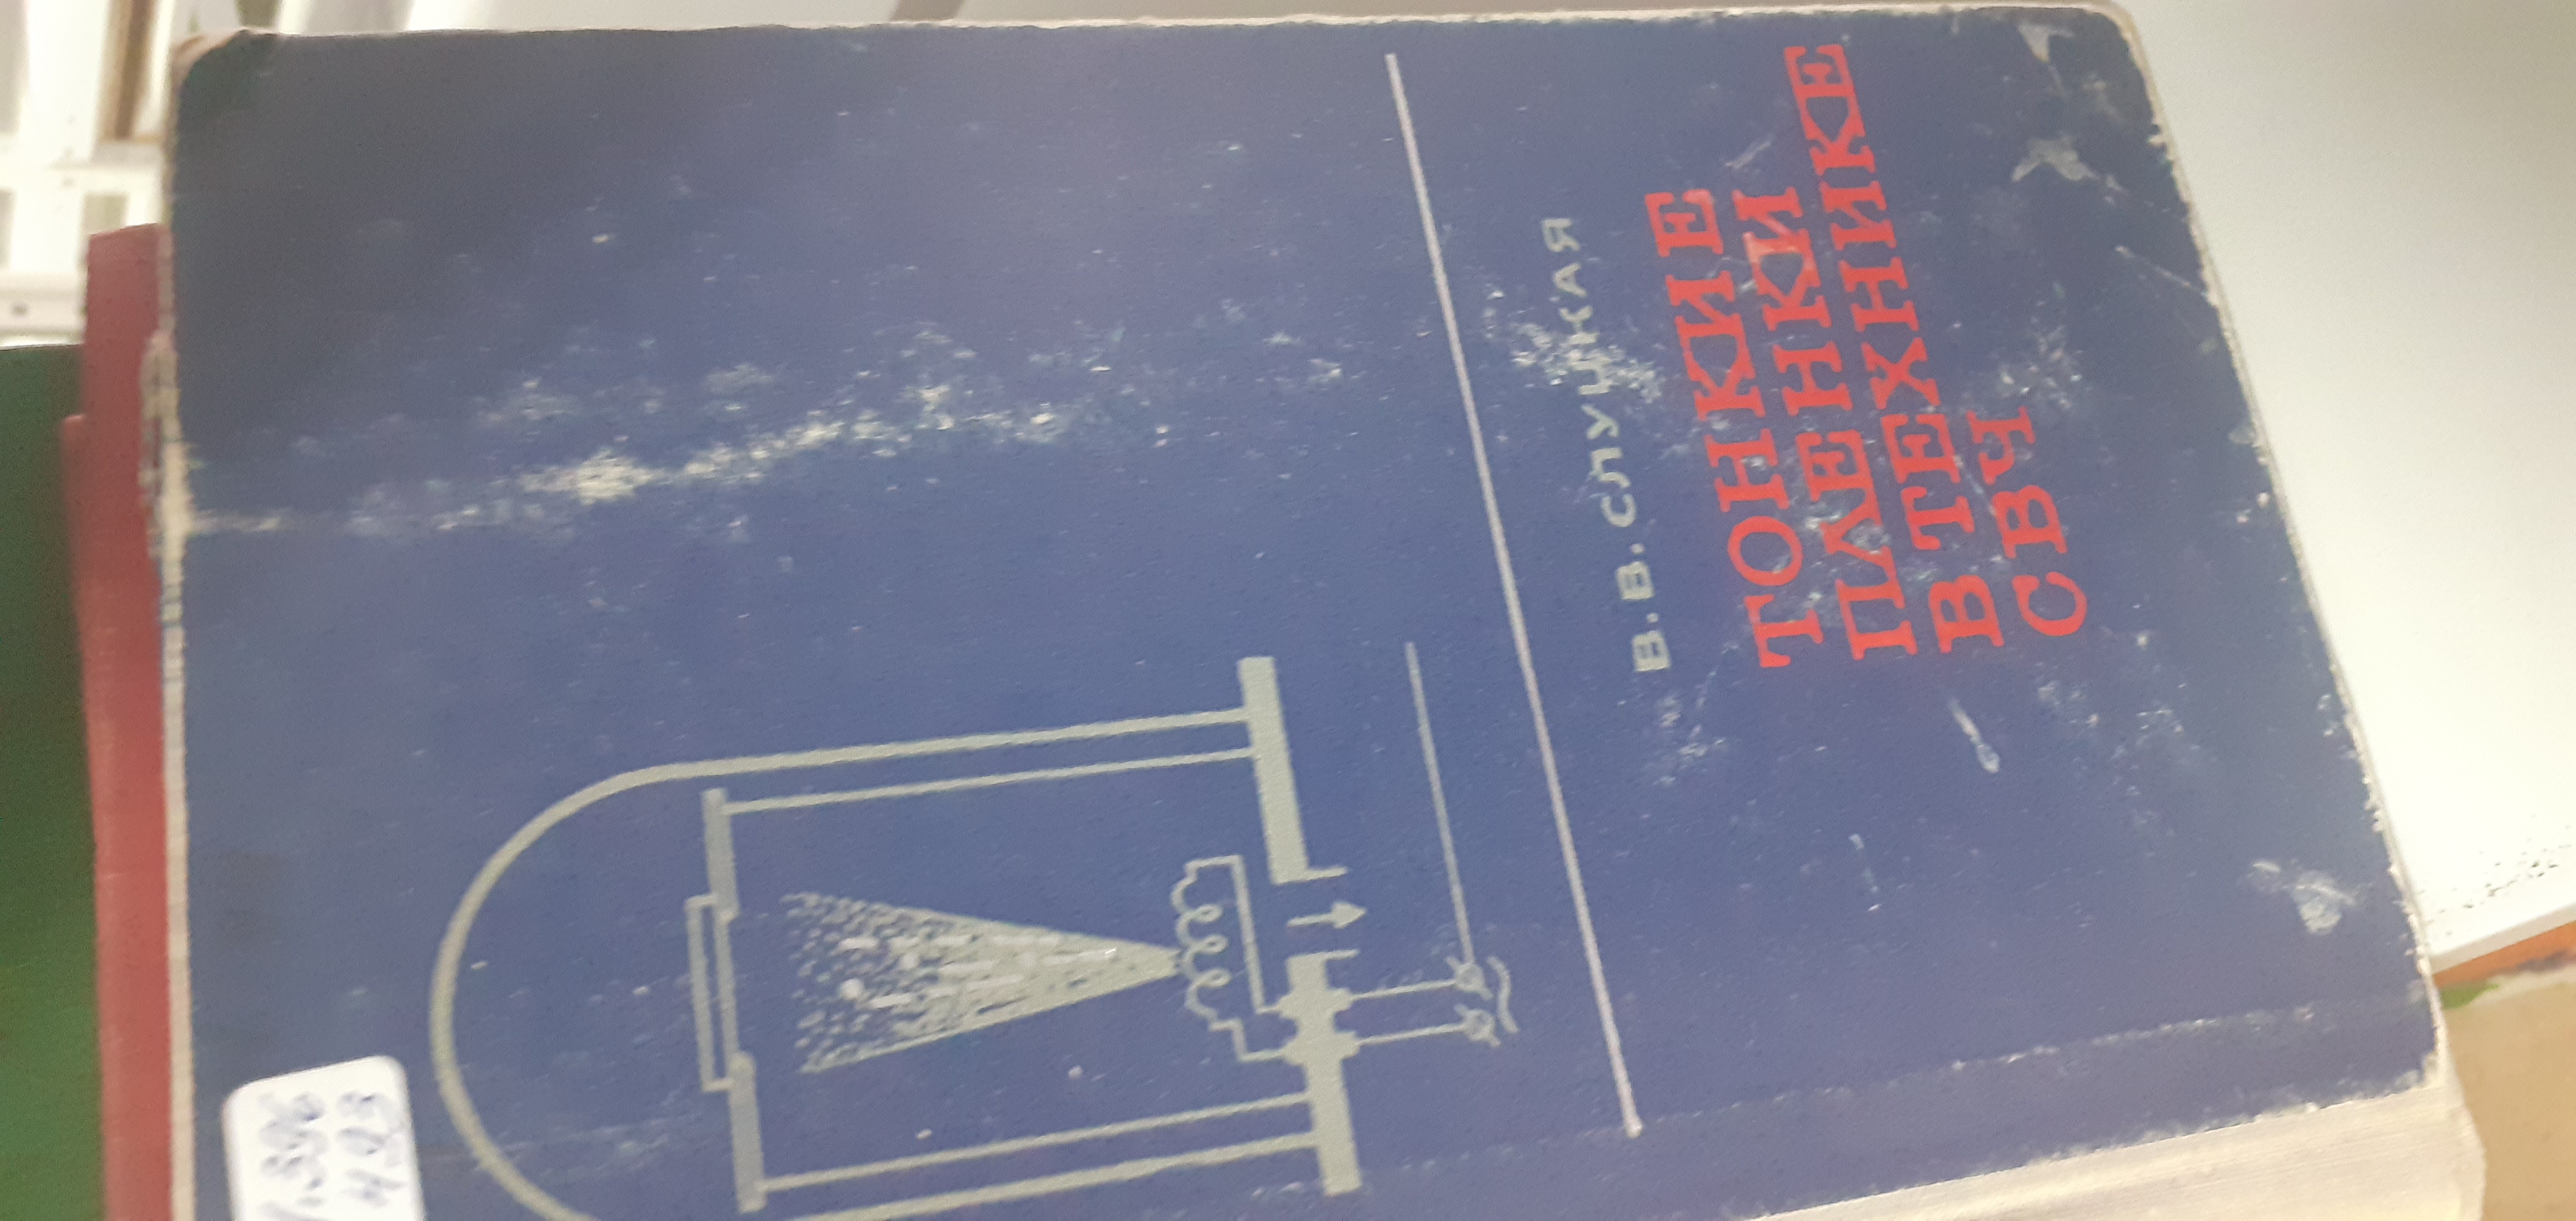 В. В. СЛУЦКАЯ
ТОНКИЕ
ПЛЕНКИ
В ТЕХНИКЕ
СВЧ